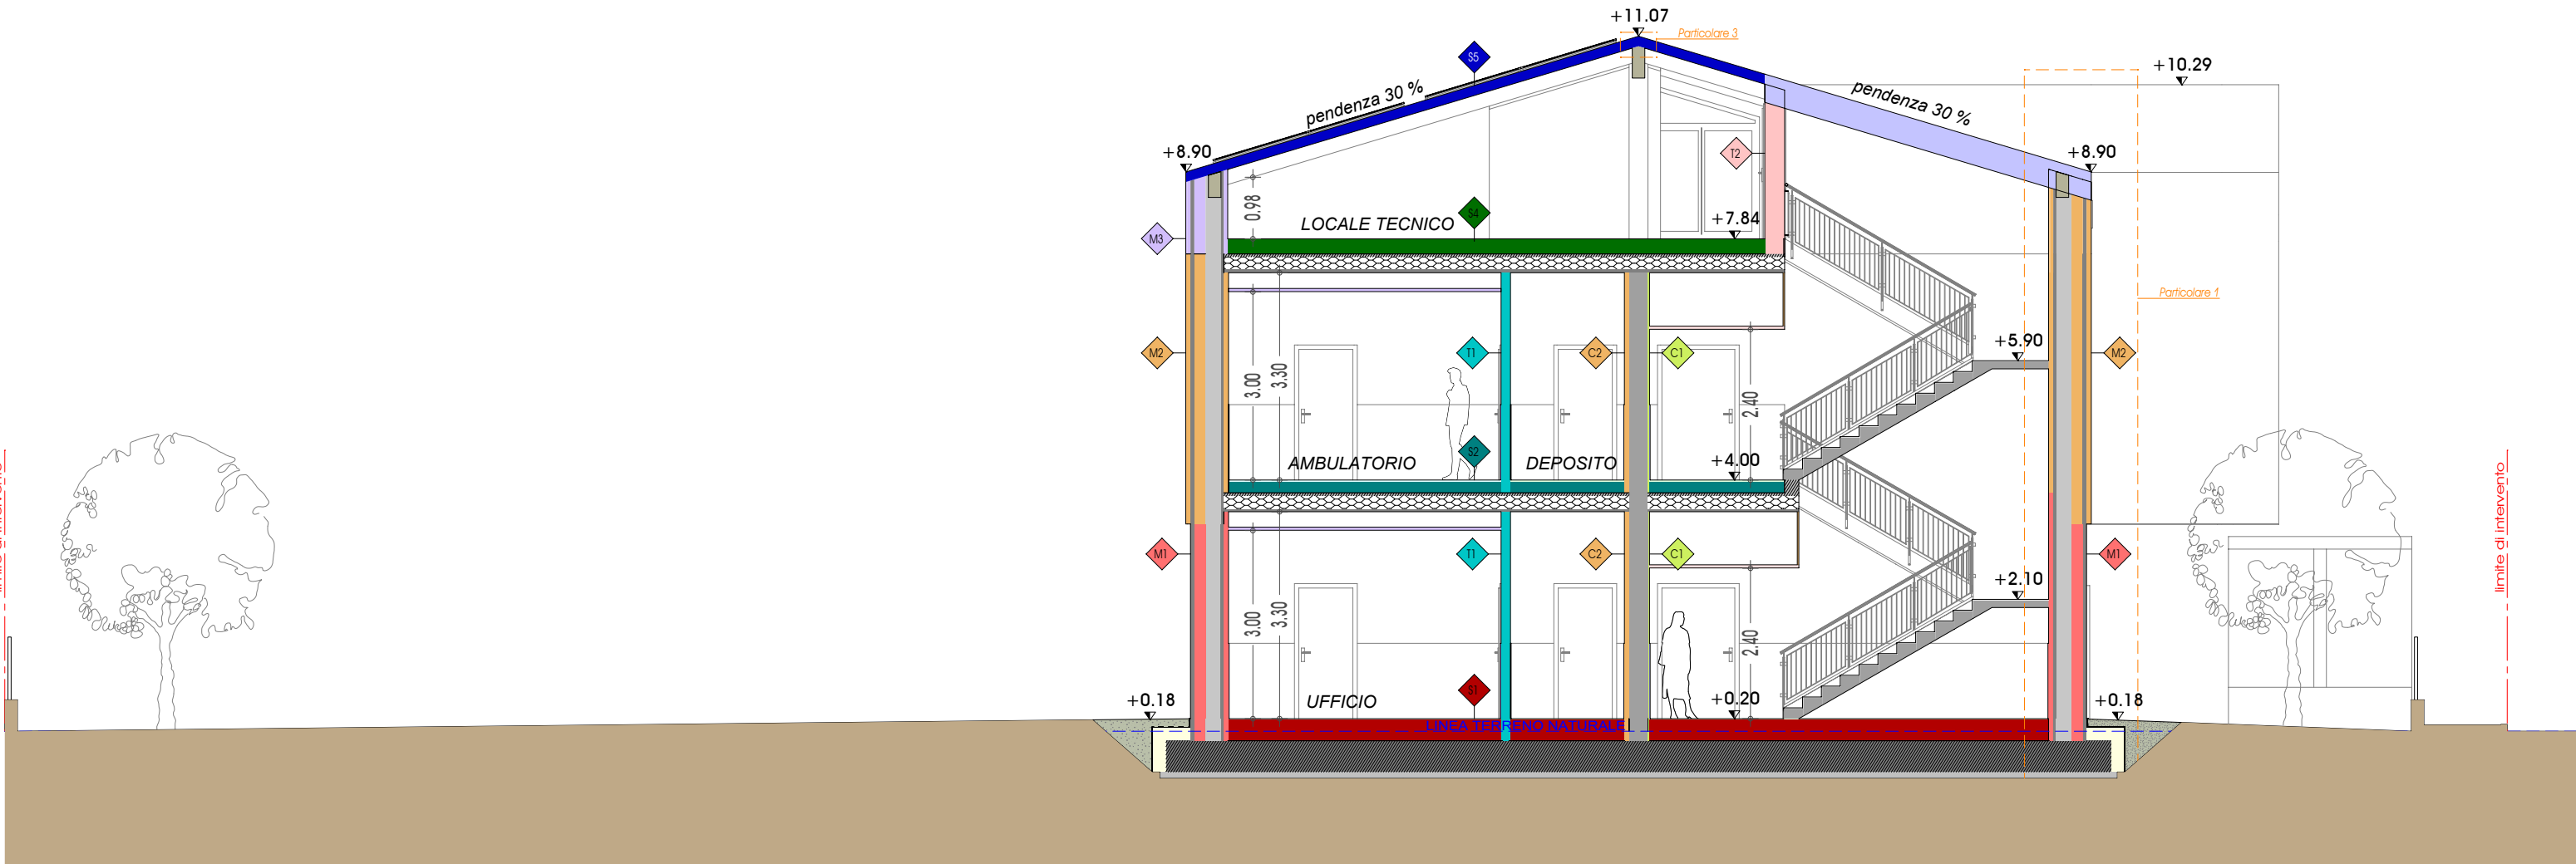 +11.07
Particolare 3
S5
+10.29
pendenza 30 %
pendenza 30 %
+8.90
+8.90
T2
0.98
S4
LOCALE TECNICO
+7.84
M3
Particolare 1
M2
T1
C2
C1
+5.90
M2
3.00
3.30
2.40
S2
AMBULATORIO
DEPOSITO
+4.00
limite di intervento
M1
T1
C2
C1
M1
+2.10
3.00
3.30
2.40
S1
UFFICIO
+0.18
+0.20
+0.18
LINEA TERRENO NATURALE